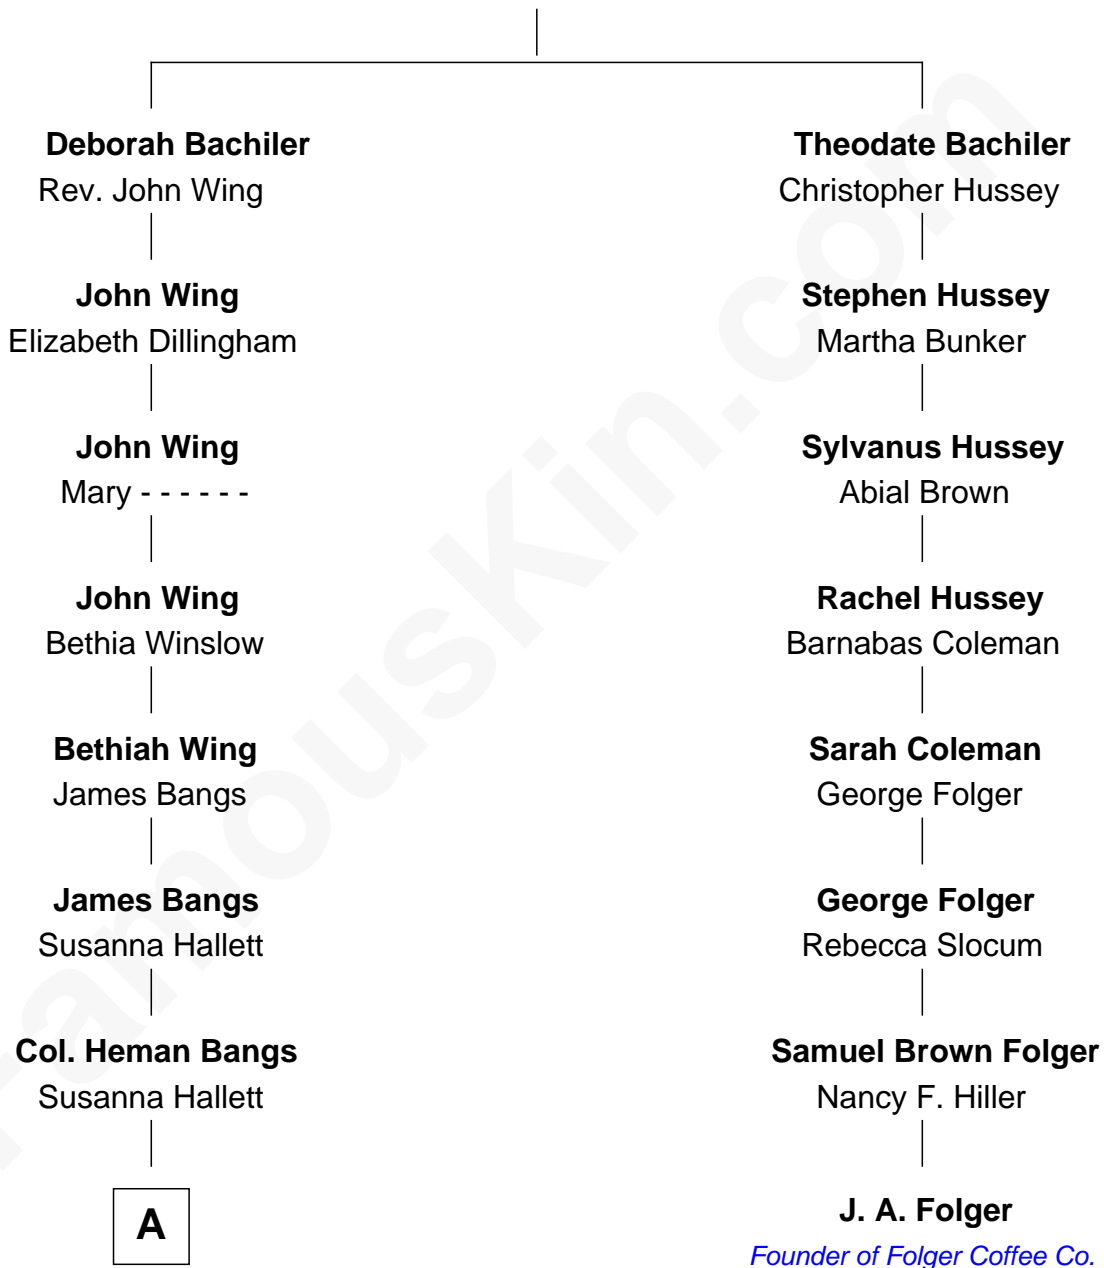 Deborah Bachiler
Rev. John Wing
John Wing
Elizabeth Dillingham
John Wing
Mary - - - - - -
John Wing
Bethia Winslow
Bethiah Wing
James Bangs
James Bangs
Susanna Hallett
Col. Heman Bangs
Susanna Hallett
A
Theodate Bachiler
Christopher Hussey
Stephen Hussey
Martha Bunker
Sylvanus Hussey
Abial Brown
Rachel Hussey
Barnabas Coleman
Sarah Coleman
George Folger
George Folger
Rebecca Slocum
Samuel Brown Folger
Nancy F. Hiller
J. A. Folger
Founder of Folger Coffee Co.
FamousKin.com